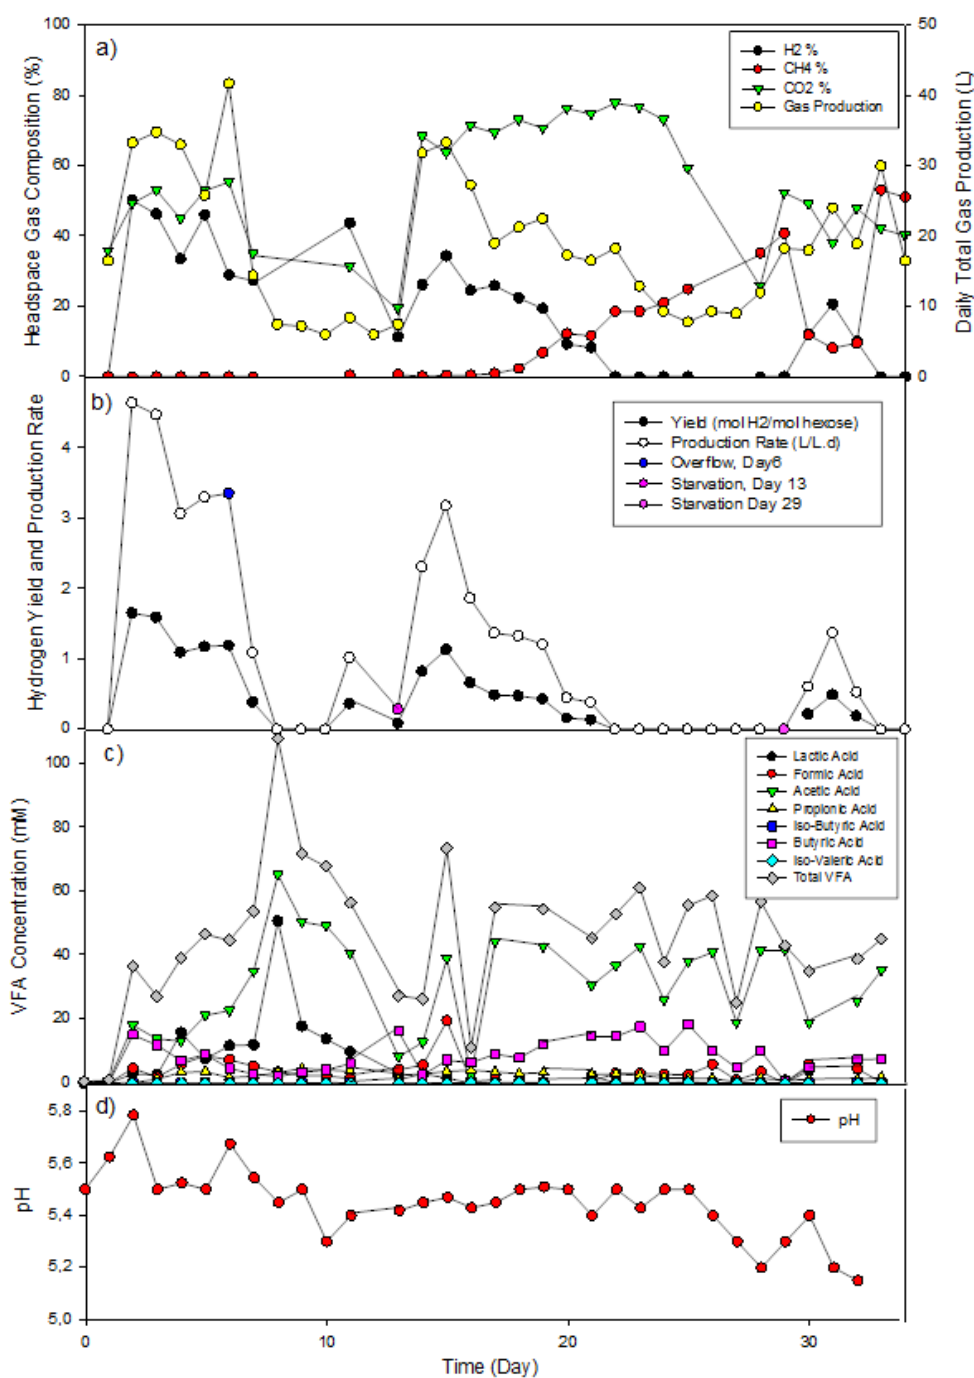 a)
Headspace Gas Composition (%)
100
80
60
40
20
0
Daily Total Gas Production (L)
50
40
30
20
10
0
H2 %
CH4 %
CO2 %
Gas Production
b)
Hydrogen Yield and Production Rate
4
3
2
1
0
Yield (mol H2/mol hexose)
Production Rate (L/L.d)
Overflow, Day6
Starvation, Day 13
Starvation Day 29
c)
VFA Concentration (mM)
100
80
60
40
20
0
Lactic Acid
Formic Acid
Acetic Acid
Propionic Acid
Iso-Butyric Acid
Butyric Acid
Iso-Valeric Acid
Total VFA
d)
pH
5,8
5,6
5,4
5,2
5,0
pH
0
10
20
30
Time (Day)